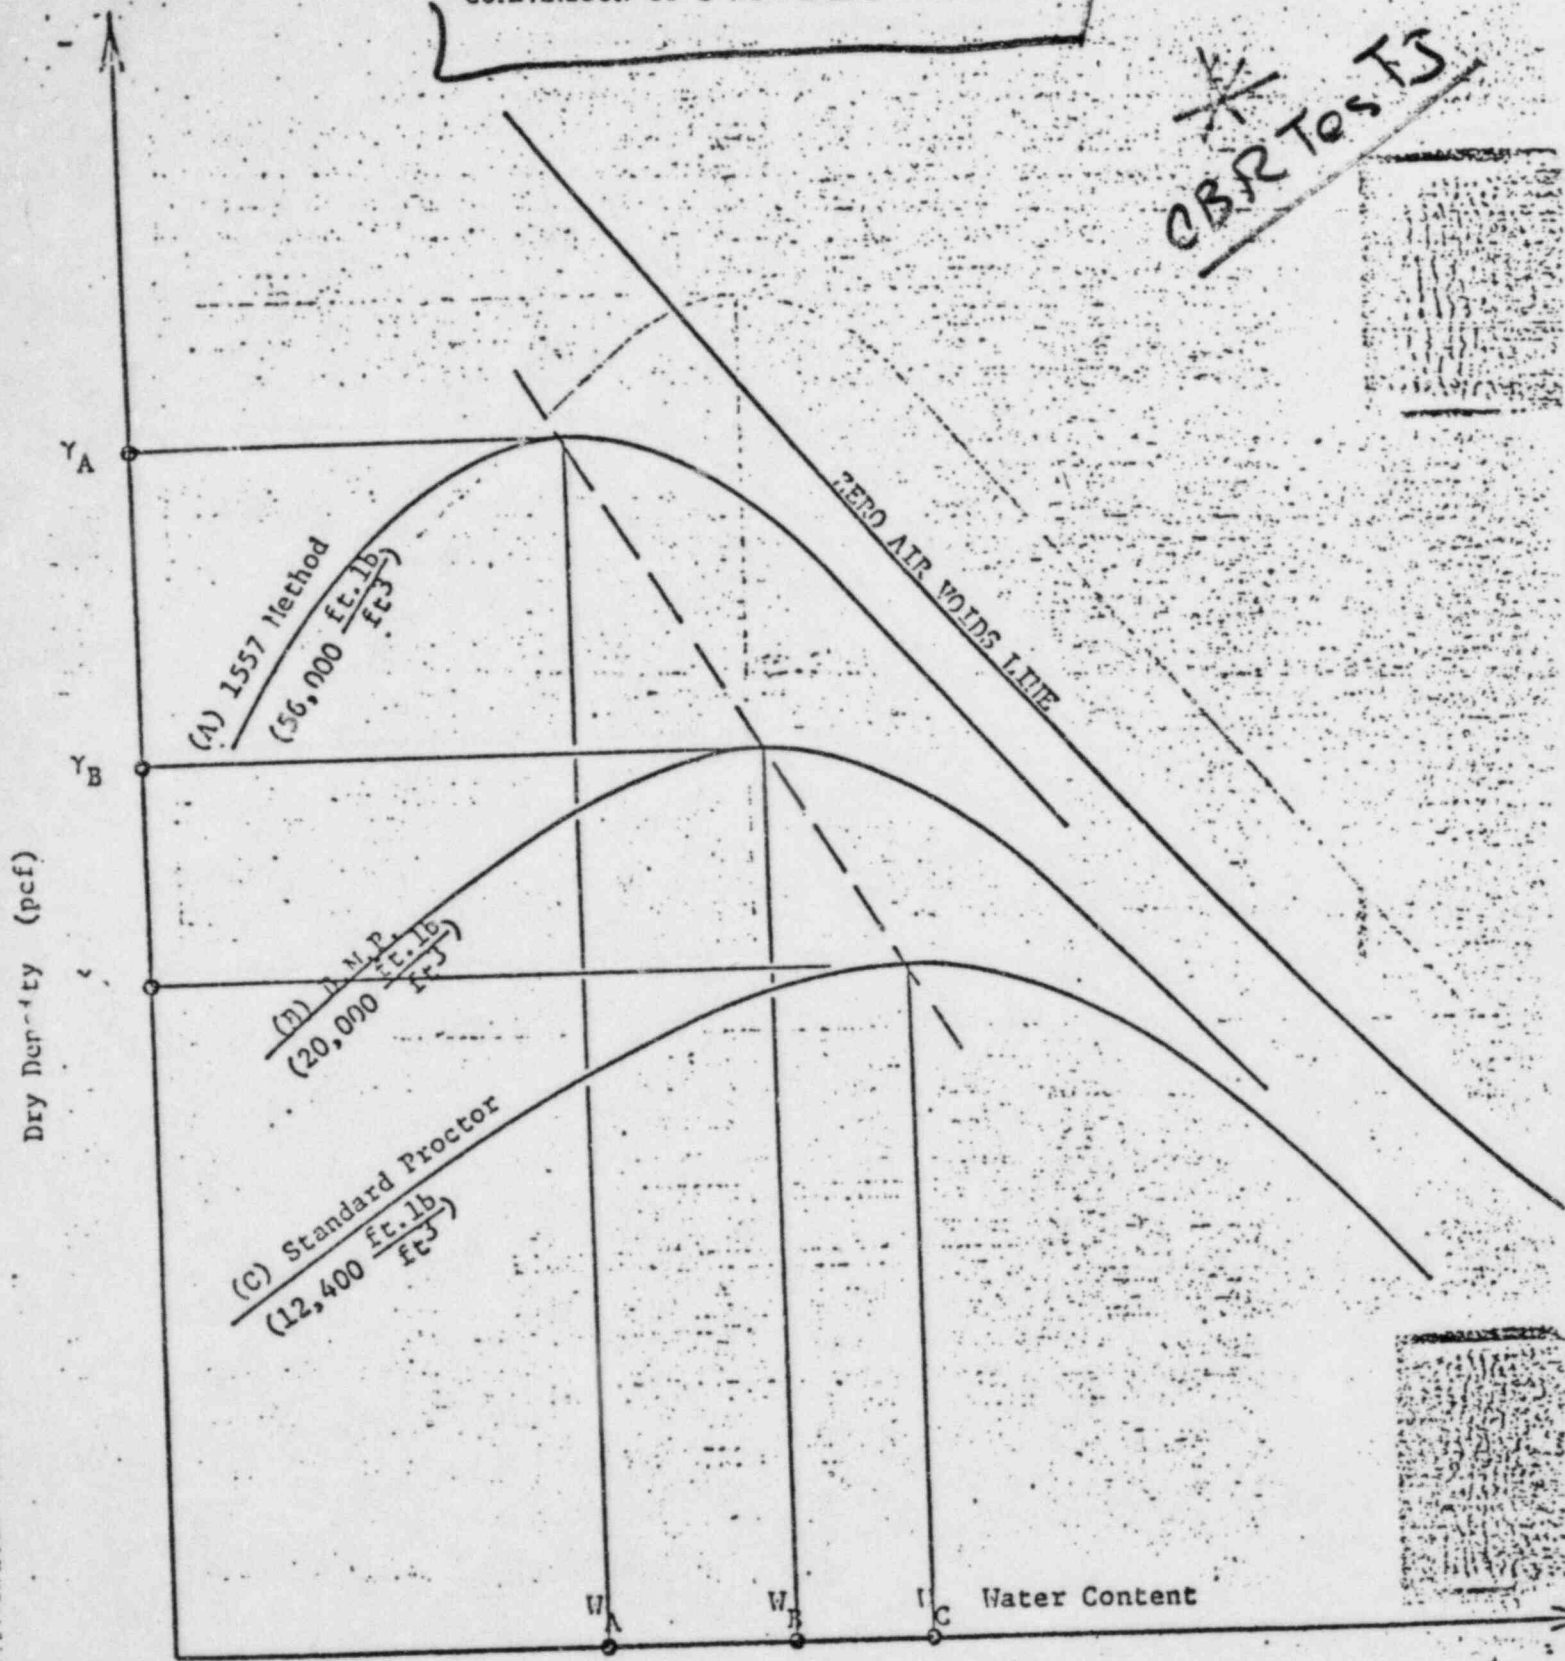 CBR Tests
γA
(A) 1557 Method
(56,000 ft.lb
ft3)
ZERO AIR VOIDS LINE
γB
(20,000 ft.lb
ft3)
Dry
(pcf)
(C) Standard Proctor
(12,400 ft.lb
ft3)
WA
WB
C
Water Content